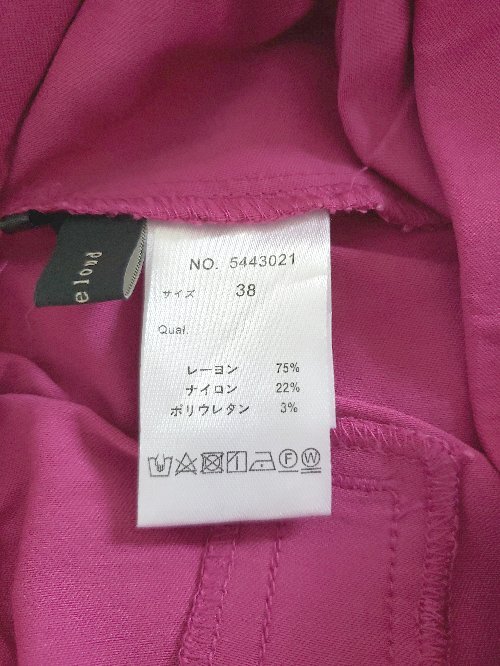 NO. 5443021
サイズ 38
Qual.
レーヨン 75%
ナイロン 22%
ポリウレタン 3%
F W